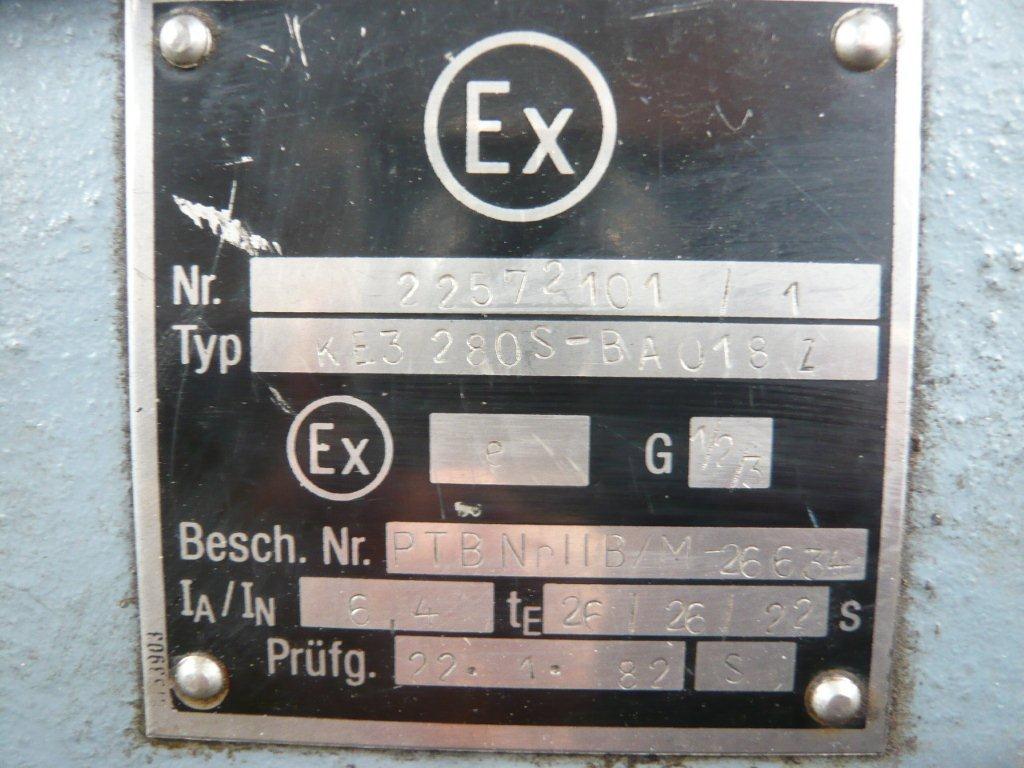 Ex
Nr. 22572101 / 1
Typ KE3 280S-BA018 Z
Ex e G 1/2/3
Besch. Nr. PTB Nr IIB/M-26634
IA/IN 6,4 tE 26/26/22 s
Prüfg. 22. 1. 82 S